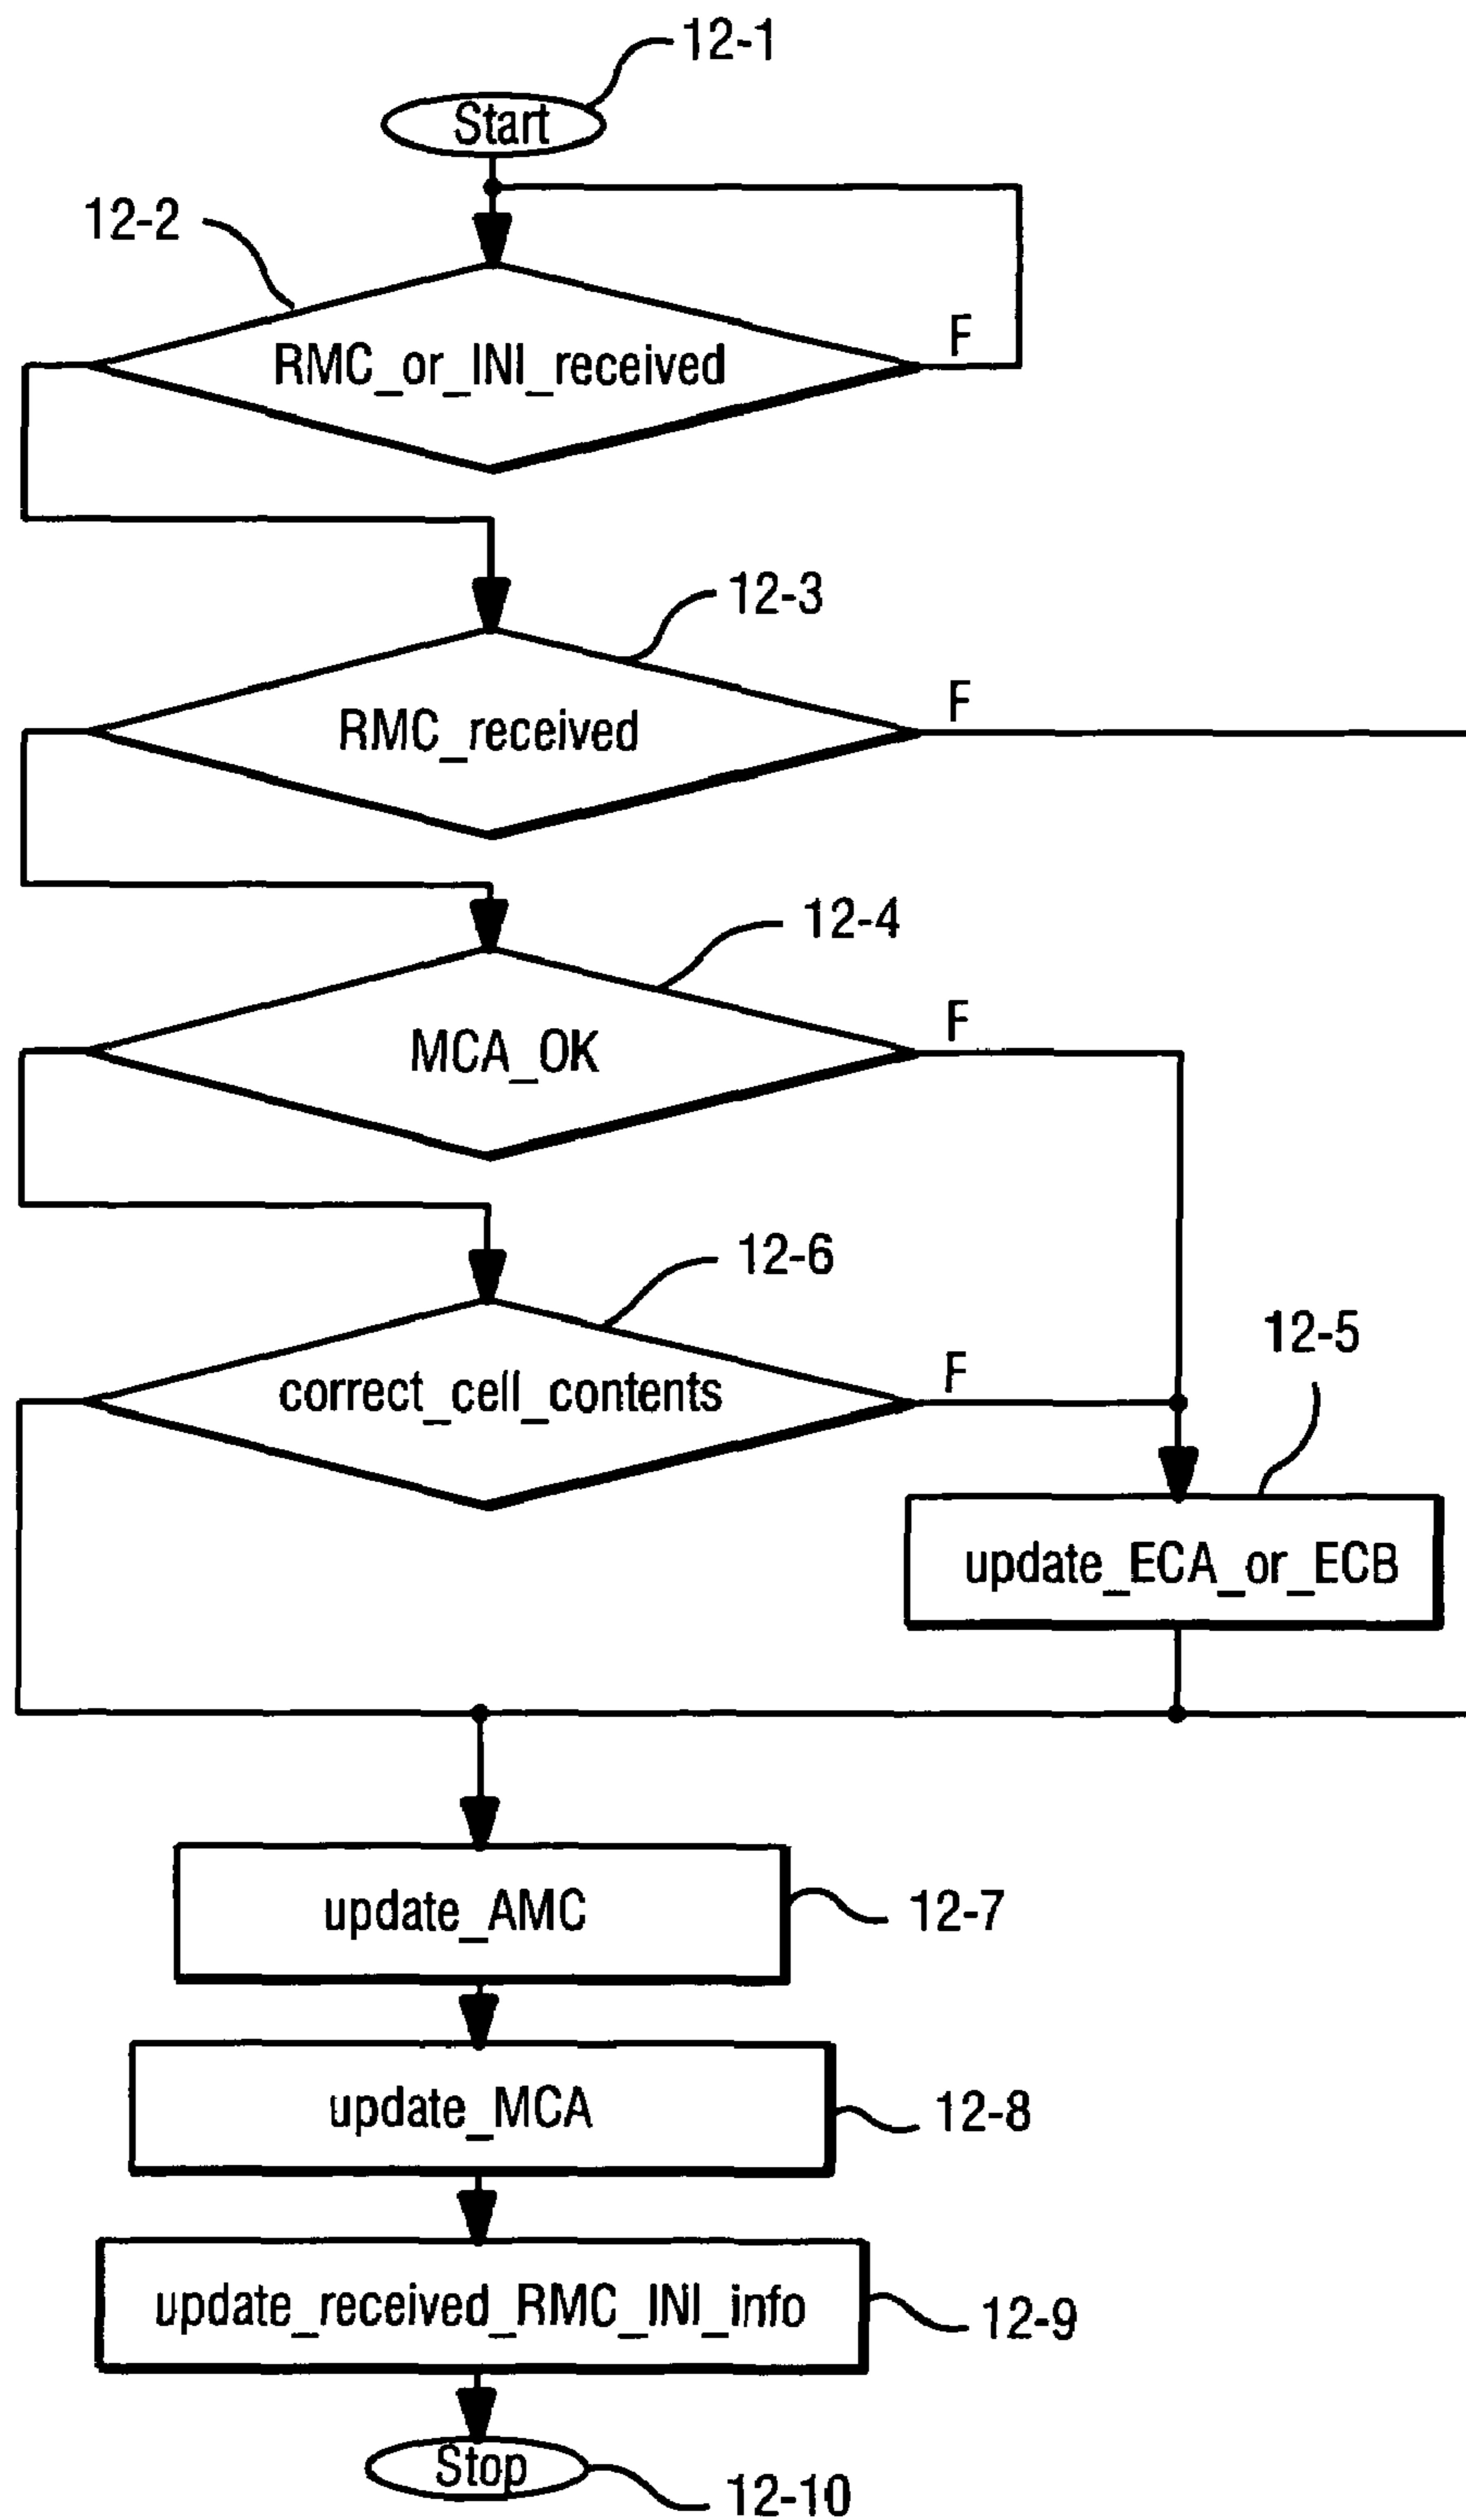 12-1
Start
12-2
F
RMC_or_INI_received
12-3
F
RMC_received
12-4
F
MCA_OK
12-6
12-5
F
correct_cell_contents
update_ECA_or_ECB
update_AMC
12-7
update_MCA
12-8
update_received_RMC_INI_info
12-9
Stop
12-10